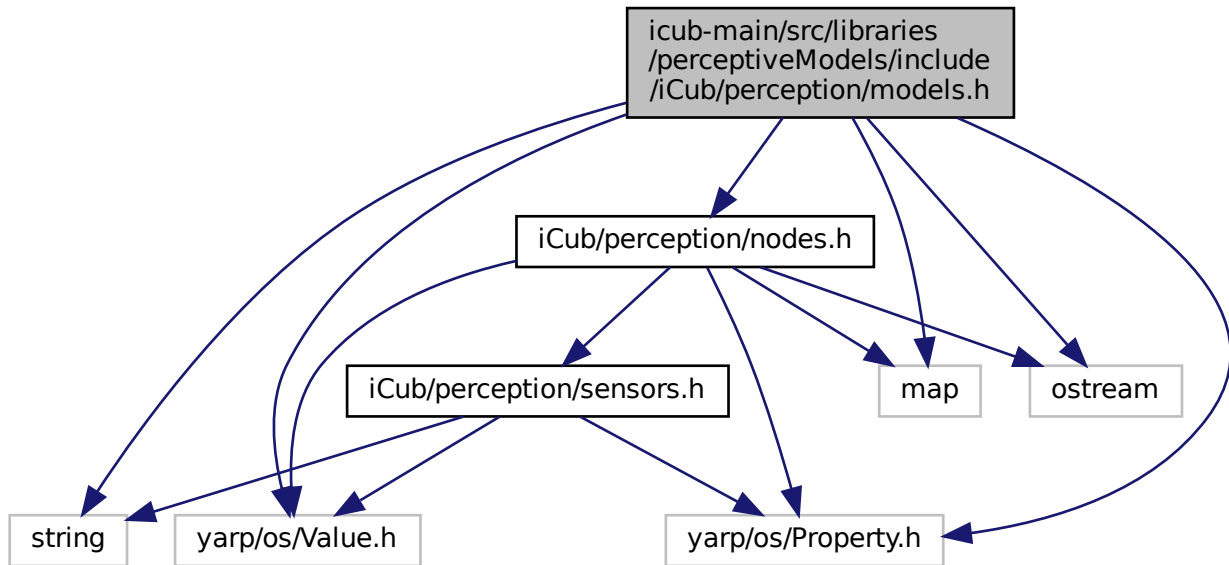 icub-main/src/libraries
/perceptiveModels/include
/iCub/perception/models.h
iCub/perception/nodes.h
iCub/perception/sensors.h
map
ostream
string
yarp/os/Value.h
yarp/os/Property.h